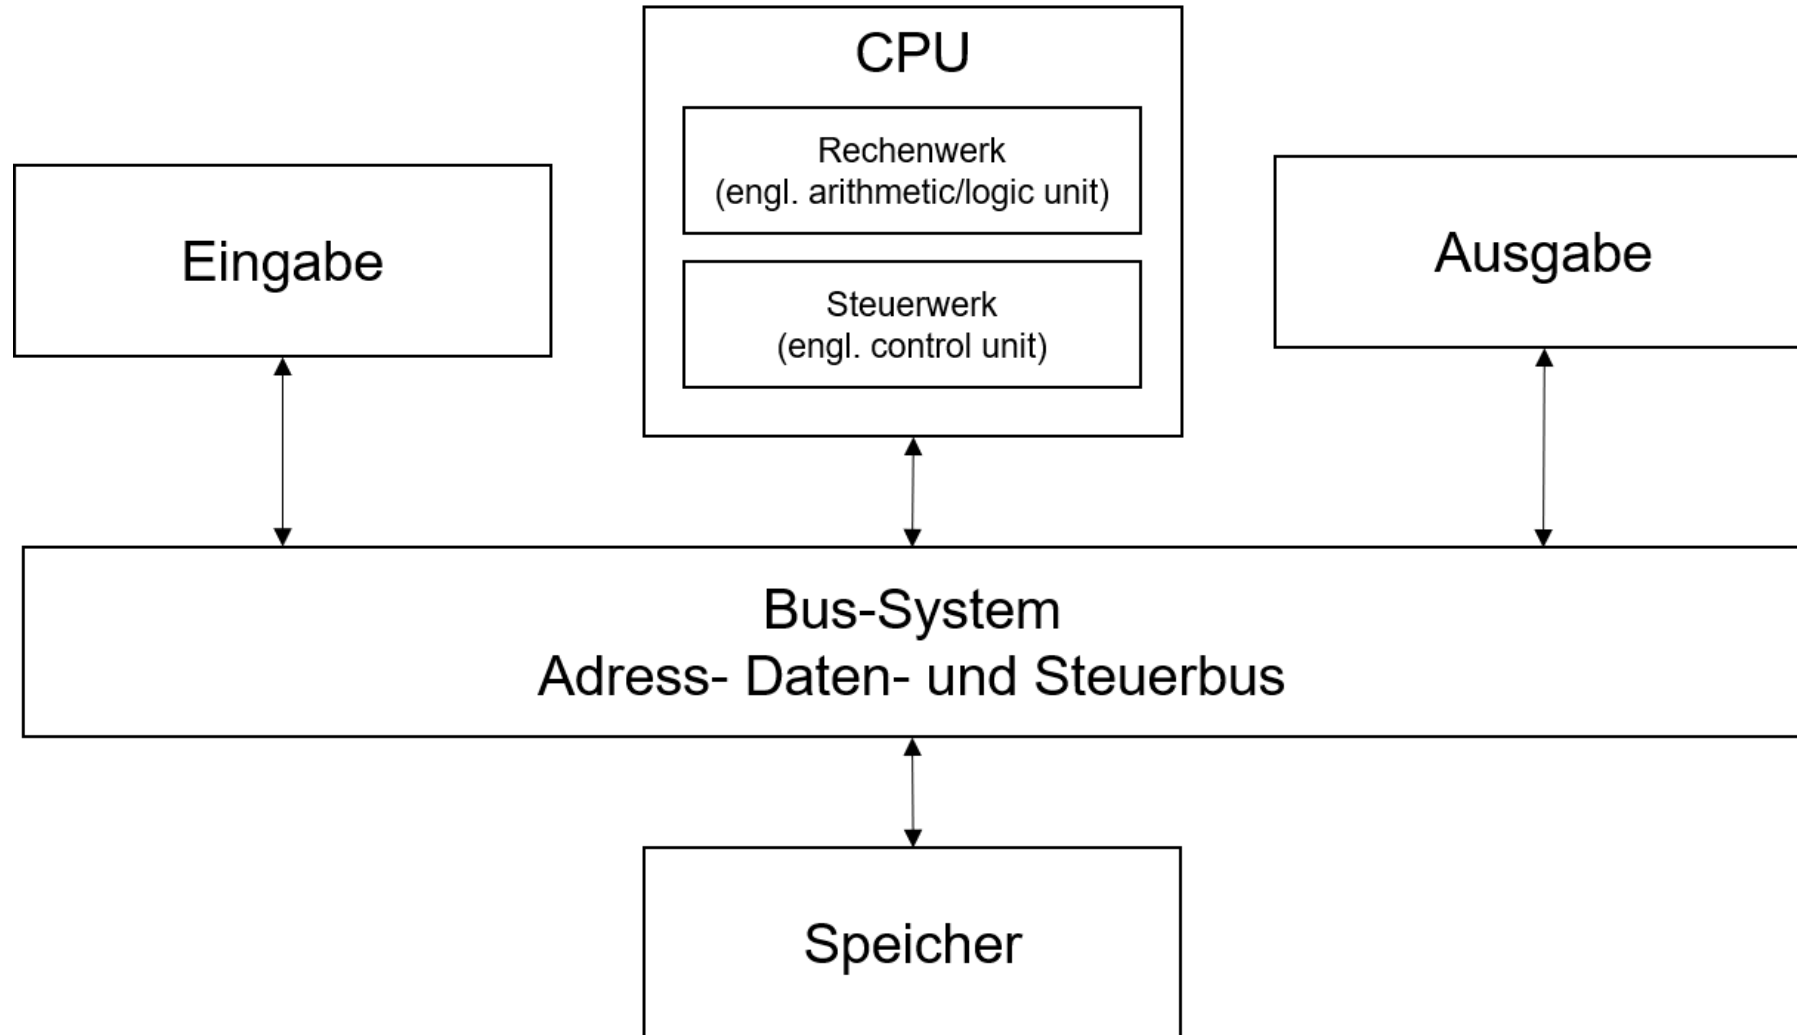 CPU
Rechenwerk
(engl. arithmetic/logic unit)
Steuerwerk
(engl. control unit)
Eingabe
Ausgabe
Bus-System
Adress- Daten- und Steuerbus
Speicher